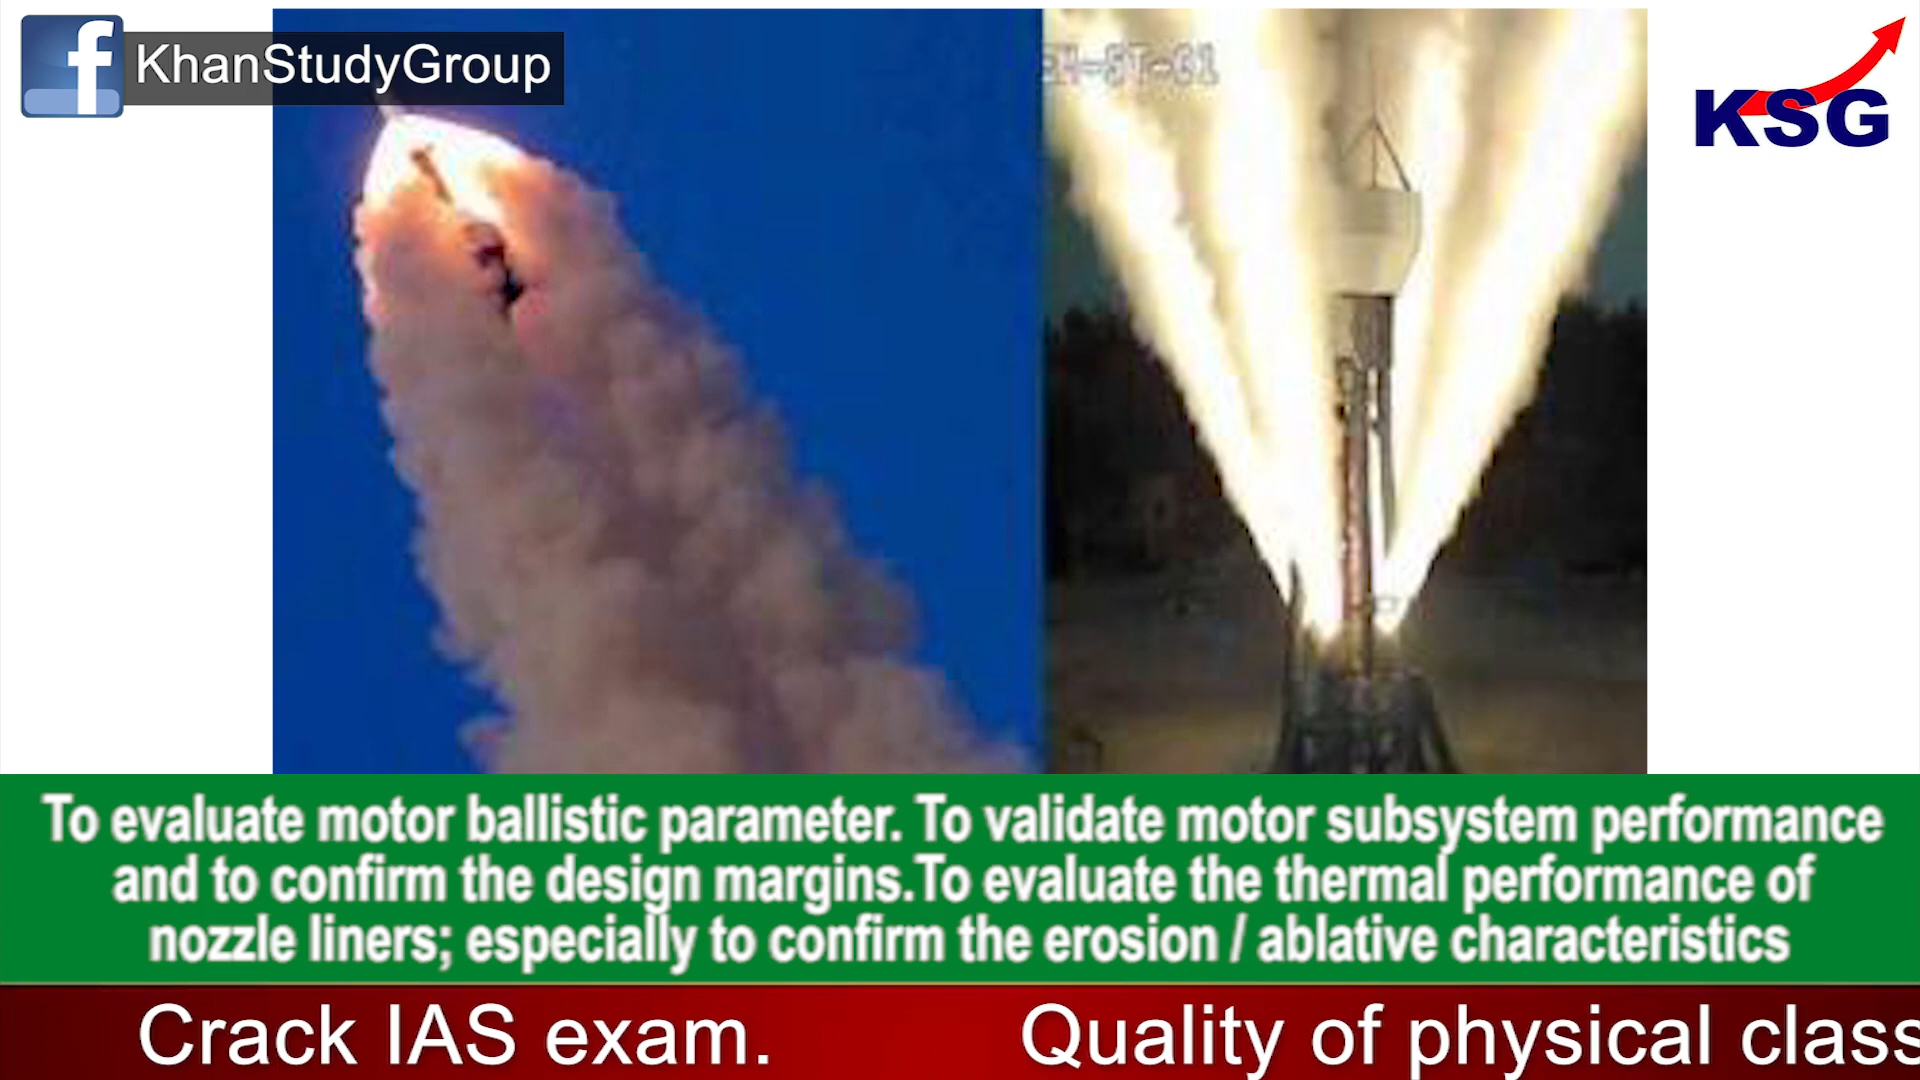 KhanStudyGroup
KSG
To evaluate motor ballistic parameter. To validate motor subsystem performance
and to confirm the design margins.To evaluate the thermal performance of
nozzle liners; especially to confirm the erosion / ablative characteristics
Crack IAS exam. Quality of physical class